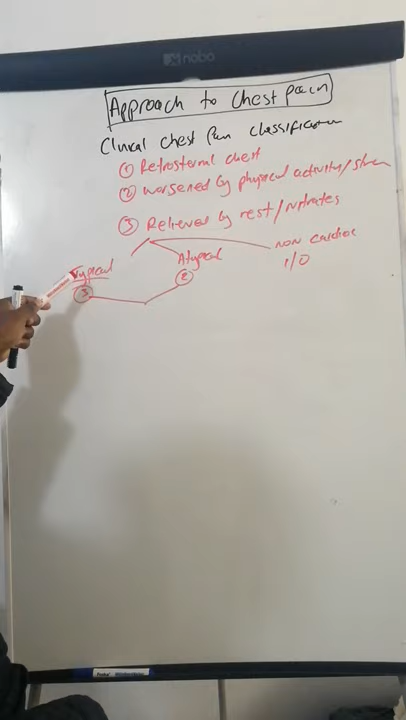 nobo
Approach to Chest pain
Clinical chest Pain classification
① Retrosternal chest
② worsened by physical activity/stress
③ Relieved by rest/nitrates
Typical
Atypical
non cardiac
③
②
1/0